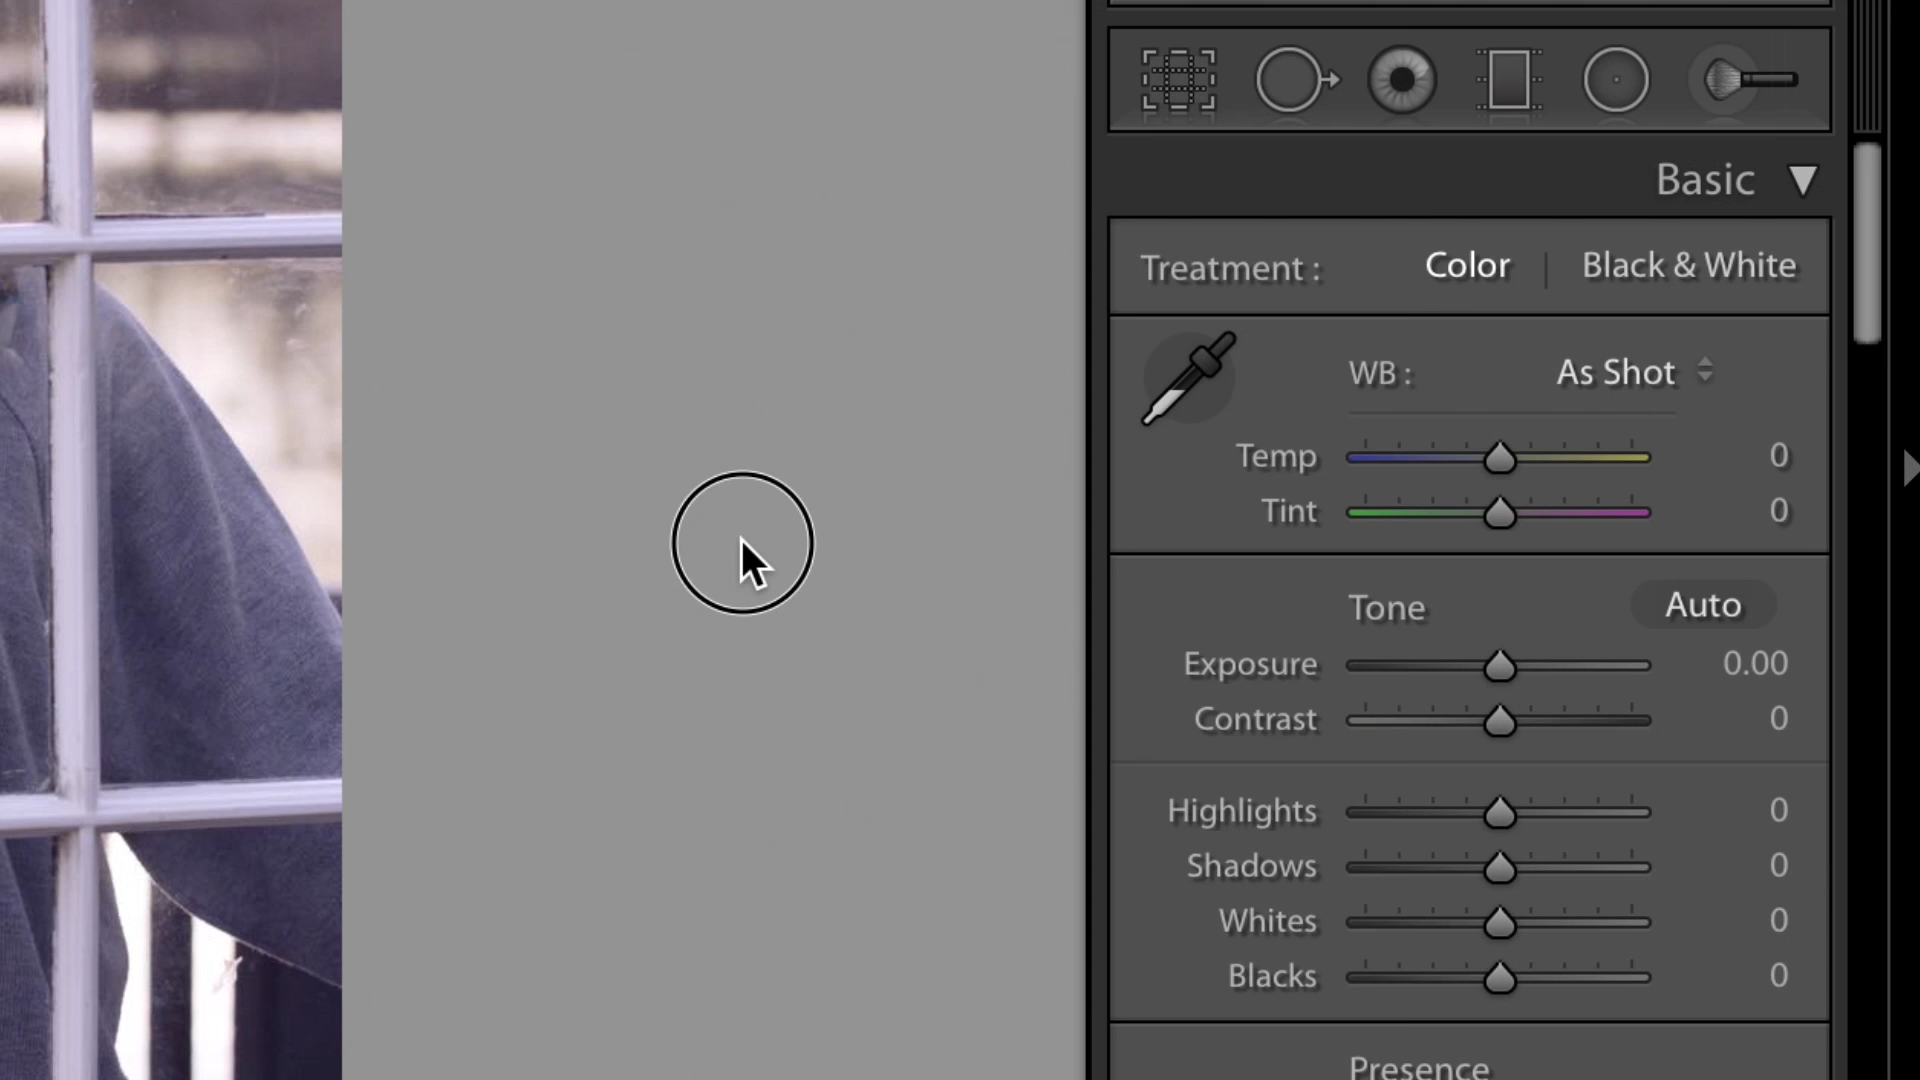 Basic
Treatment : Color | Black & White
WB : As Shot
Temp 0
Tint 0
Tone Auto
Exposure 0.00
Contrast 0
Highlights 0
Shadows 0
Whites 0
Blacks 0
Presence